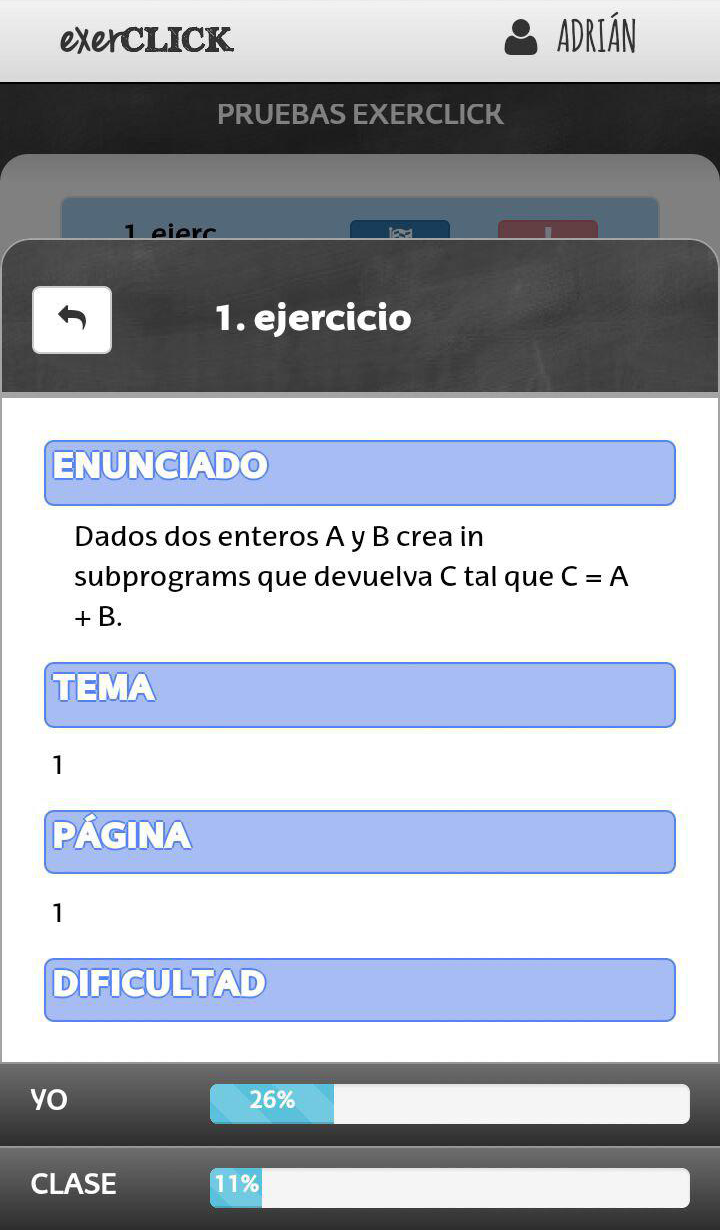 exerCLICK
ADRIÁN
PRUEBAS EXERCLICK
1. ejerc
1. ejercicio
ENUNCIADO
Dados dos enteros A y B crea in
subprograms que devuelva C tal que C = A
+ B.
TEMA
1
PÁGINA
1
DIFICULTAD
YO
26%
CLASE
11%